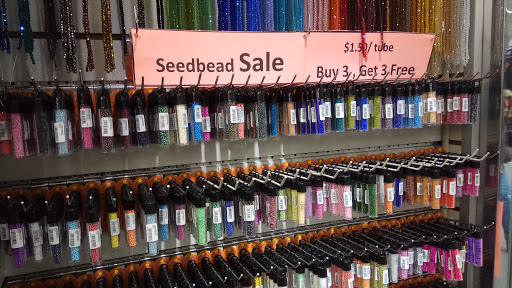 Seedbead Sale
$1.50/ tube
Buy 3, Get 3 Free